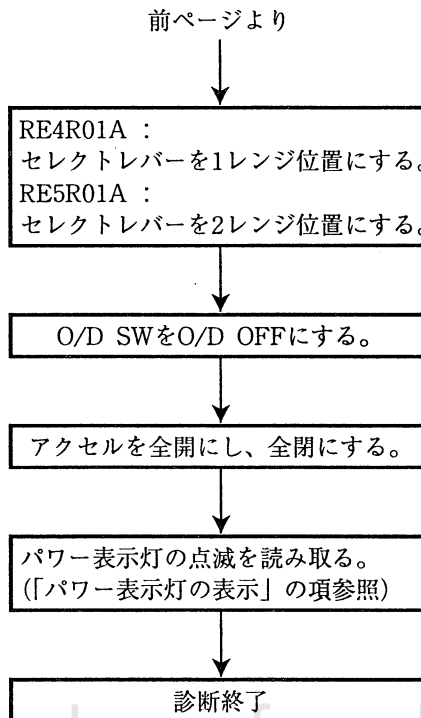 前ページより
RE4R01A :
セレクトレバーを1レンジ位置にする。
RE5R01A :
セレクトレバーを2レンジ位置にする。
O/D SWをO/D OFFにする。
アクセルを全開にし、全閉にする。
パワー表示灯の点滅を読み取る。
(「パワー表示灯の表示」の項参照)
診断終了